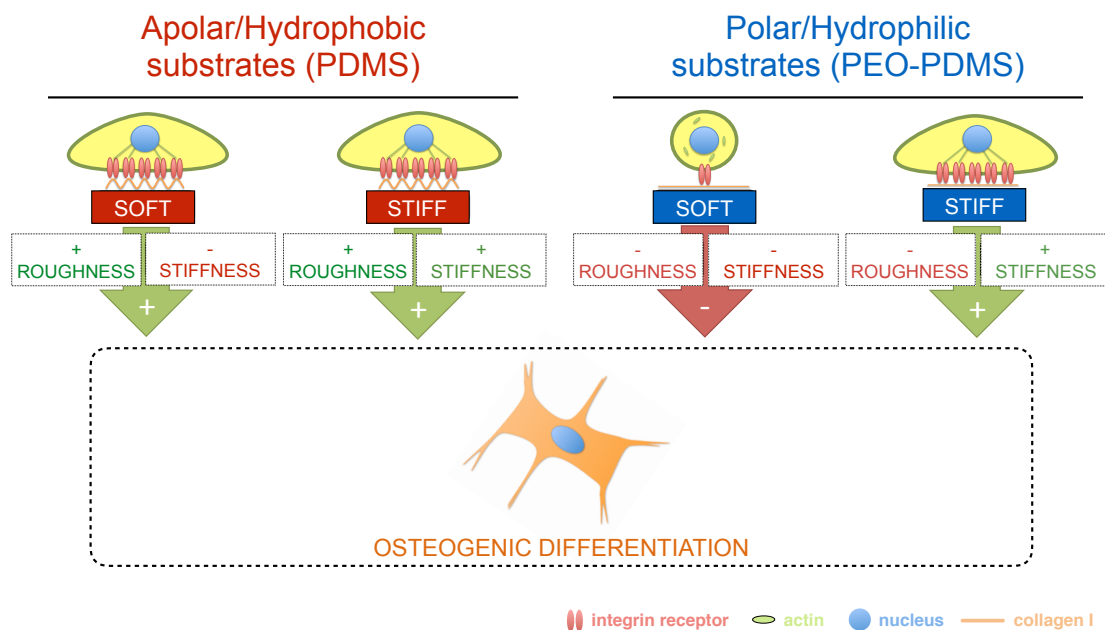 Apolar/Hydrophobic
substrates (PDMS)
Polar/Hydrophilic
substrates (PEO-PDMS)
SOFT
STIFF
SOFT
STIFF
+
ROUGHNESS
-
STIFFNESS
+
ROUGHNESS
+
STIFFNESS
-
ROUGHNESS
-
STIFFNESS
-
ROUGHNESS
+
STIFFNESS
+
+
-
+
OSTEOGENIC DIFFERENTIATION
integrin receptor
actin
nucleus
collagen I